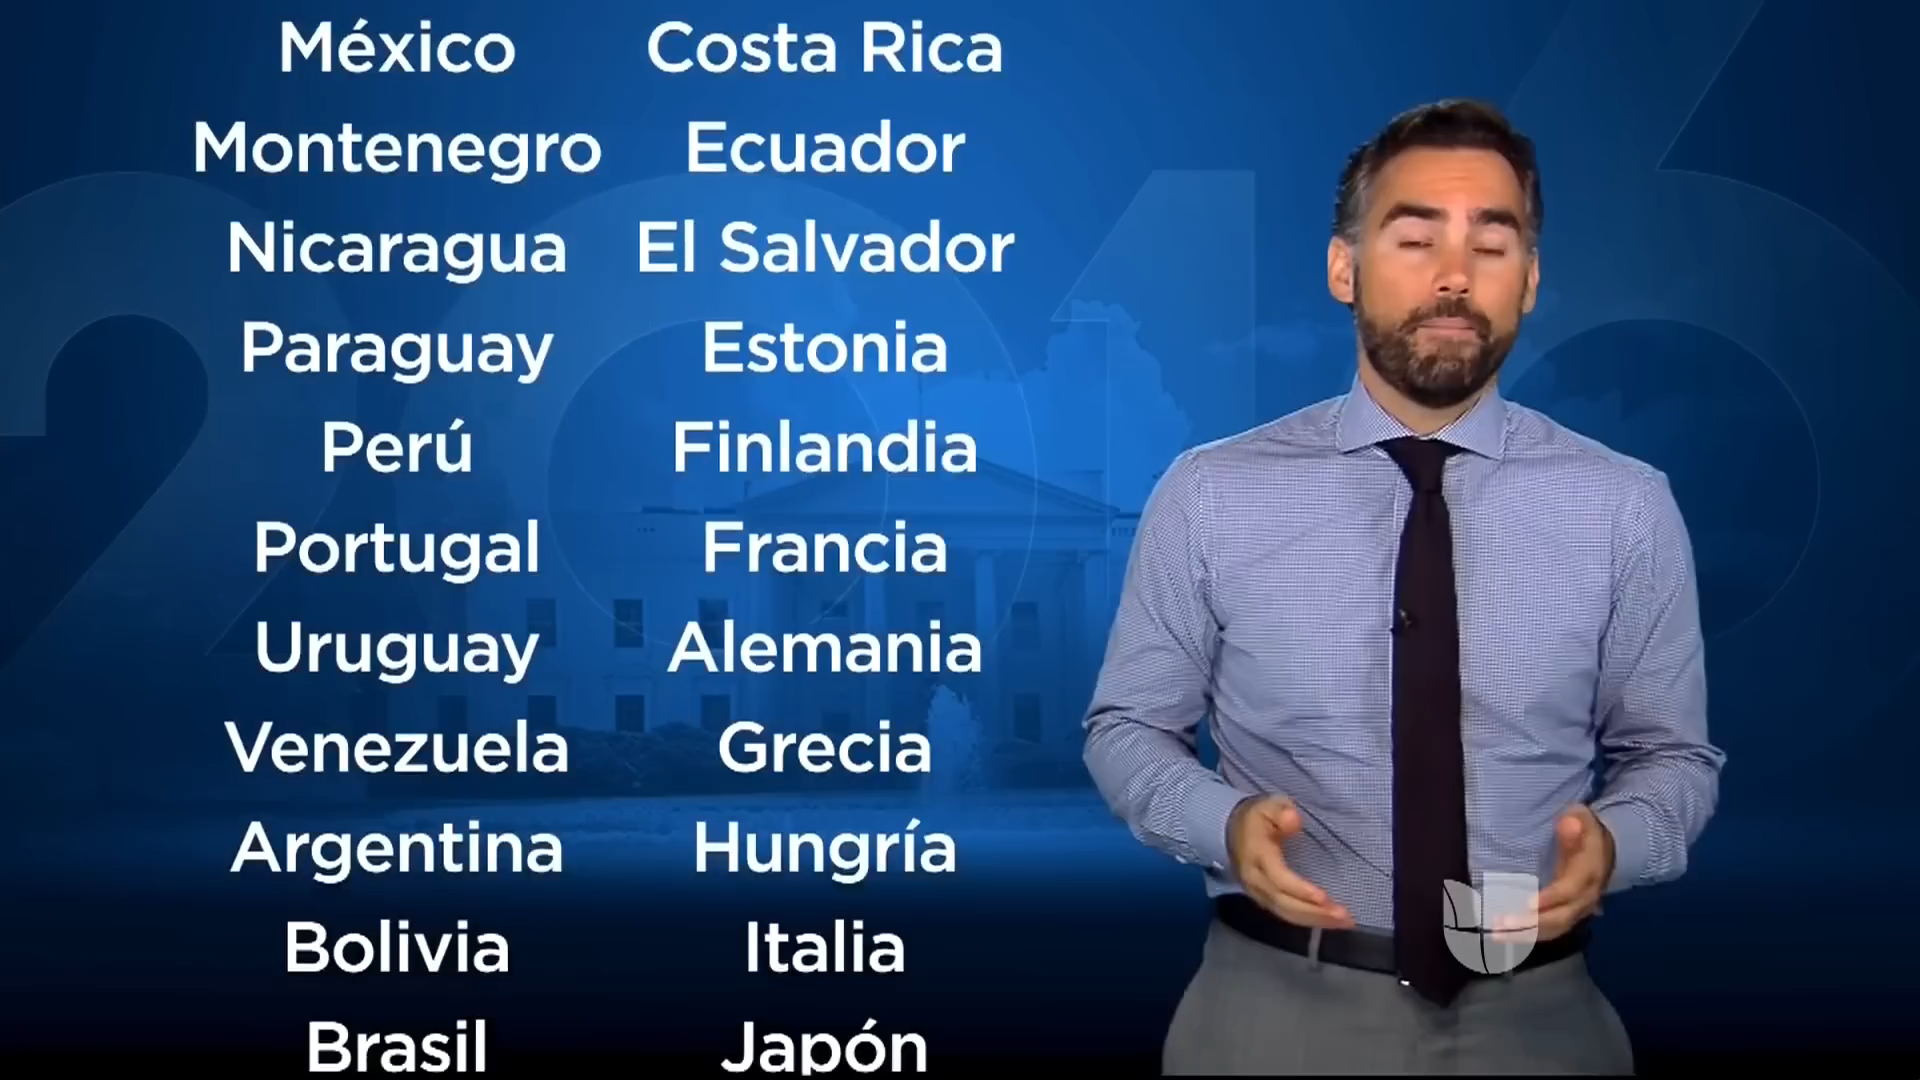 México Costa Rica
Montenegro Ecuador
Nicaragua El Salvador
Paraguay Estonia
Perú Finlandia
Portugal Francia
Uruguay Alemania
Venezuela Grecia
Argentina Hungría
Bolivia Italia
Brasil Japón
2016